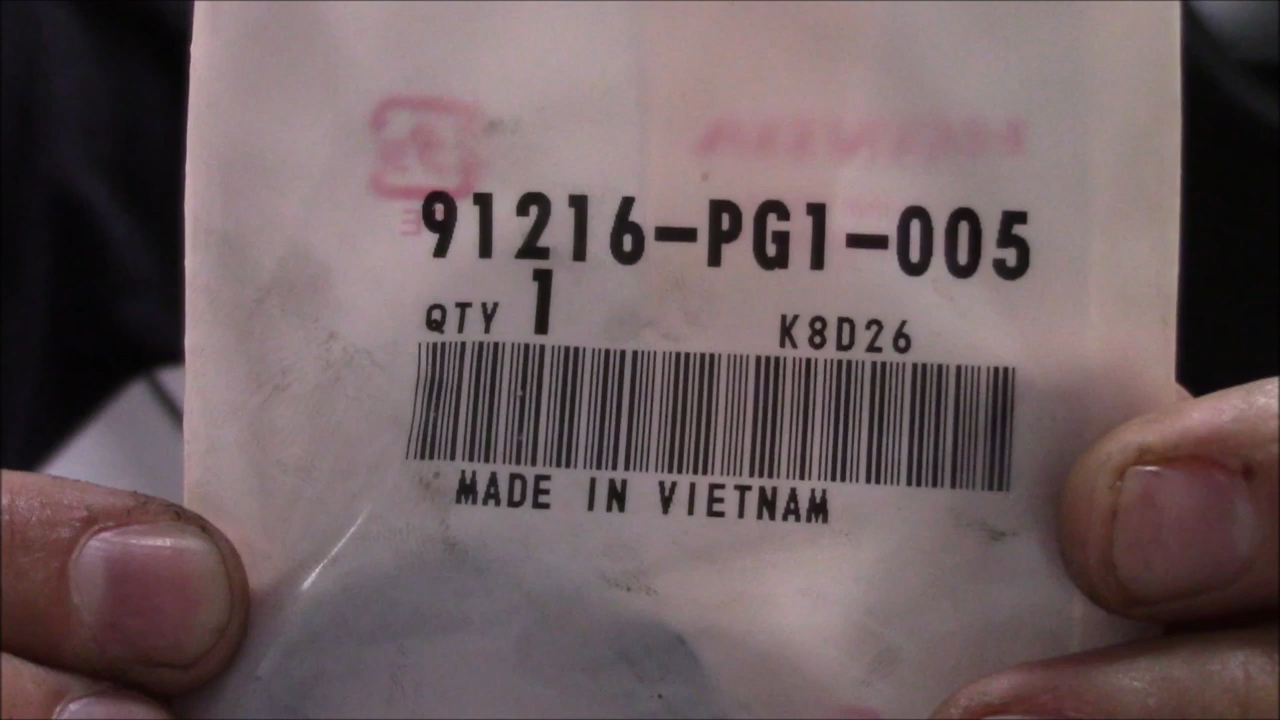 HONDA
91216-PG1-005
QTY 1
K8D26
MADE IN VIETNAM